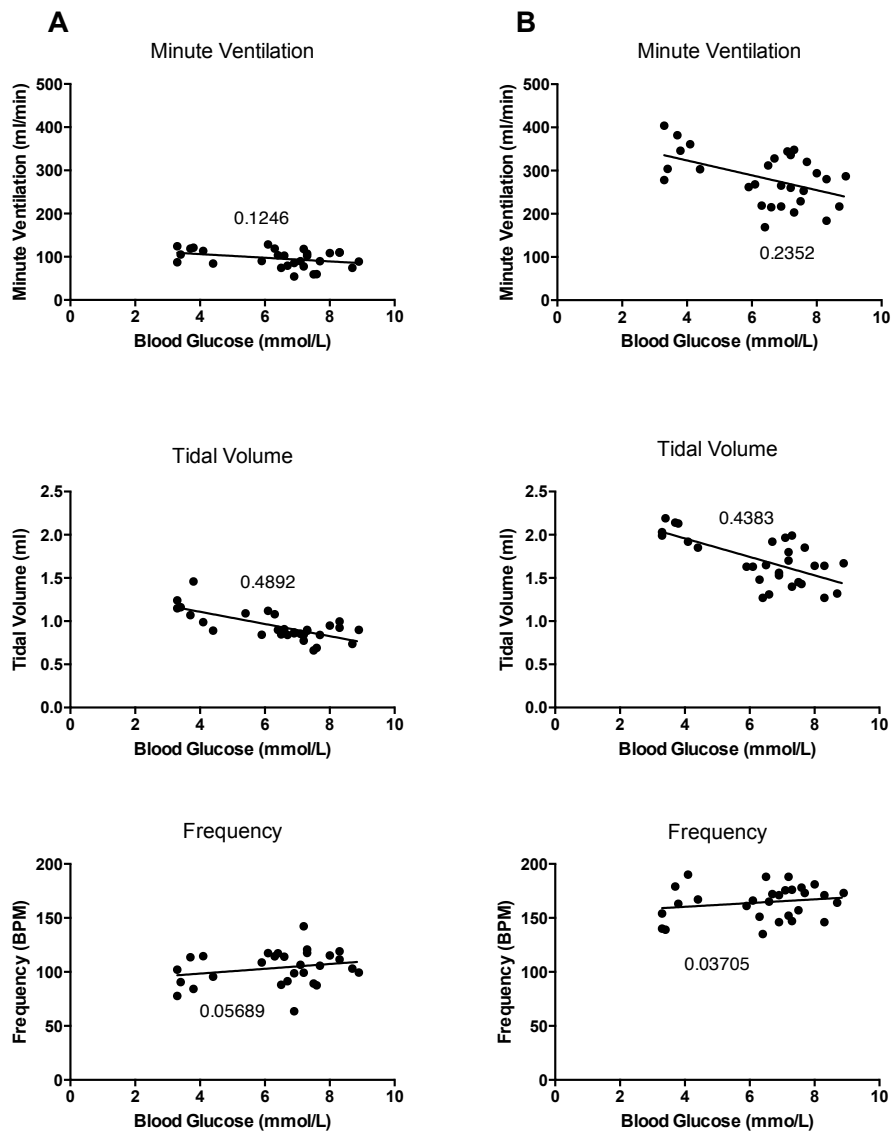 A
Minute Ventilation
Minute Ventilation (ml/min)
500
400
300
200
100
0
0.1246
0 2 4 6 8 10
Blood Glucose (mmol/L)
B
Minute Ventilation
Minute Ventilation (ml/min)
500
400
300
200
100
0
0.2352
0 2 4 6 8 10
Blood Glucose (mmol/L)
Tidal Volume
Tidal Volume (ml)
2.5
2.0
1.5
1.0
0.5
0.0
0.4892
0 2 4 6 8 10
Blood Glucose (mmol/L)
Tidal Volume
Tidal Volume (ml)
2.5
2.0
1.5
1.0
0.5
0.0
0.4383
0 2 4 6 8 10
Blood Glucose (mmol/L)
Frequency
Frequency (BPM)
200
150
100
50
0
0.05689
0 2 4 6 8 10
Blood Glucose (mmol/L)
Frequency
Frequency (BPM)
200
150
100
50
0
0.03705
0 2 4 6 8 10
Blood Glucose (mmo/L)